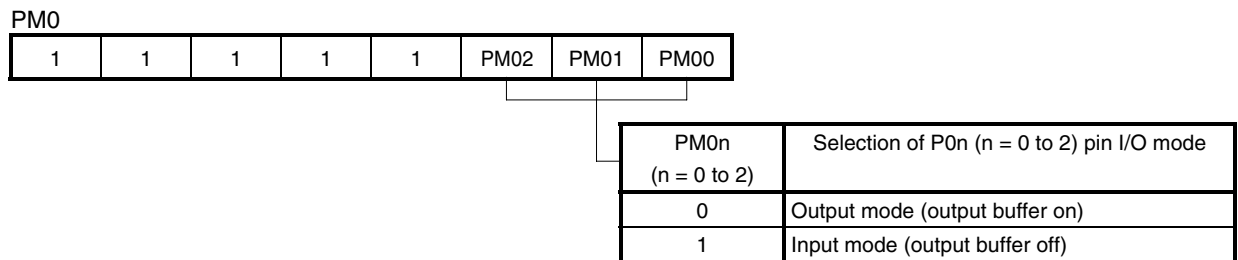 PM0
1 1 1 1 1 PM02 PM01 PM00
PM0n (n = 0 to 2) Selection of P0n (n = 0 to 2) pin I/O mode
0 Output mode (output buffer on)
1 Input mode (output buffer off)